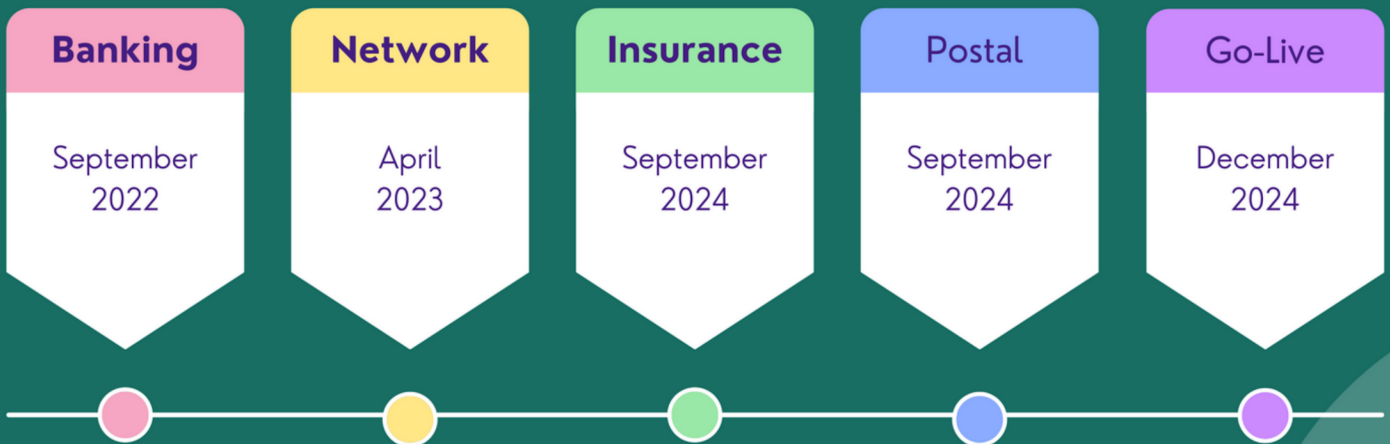 Banking
September
2022
Network
April
2023
Insurance
September
2024
Postal
September
2024
Go-Live
December
2024